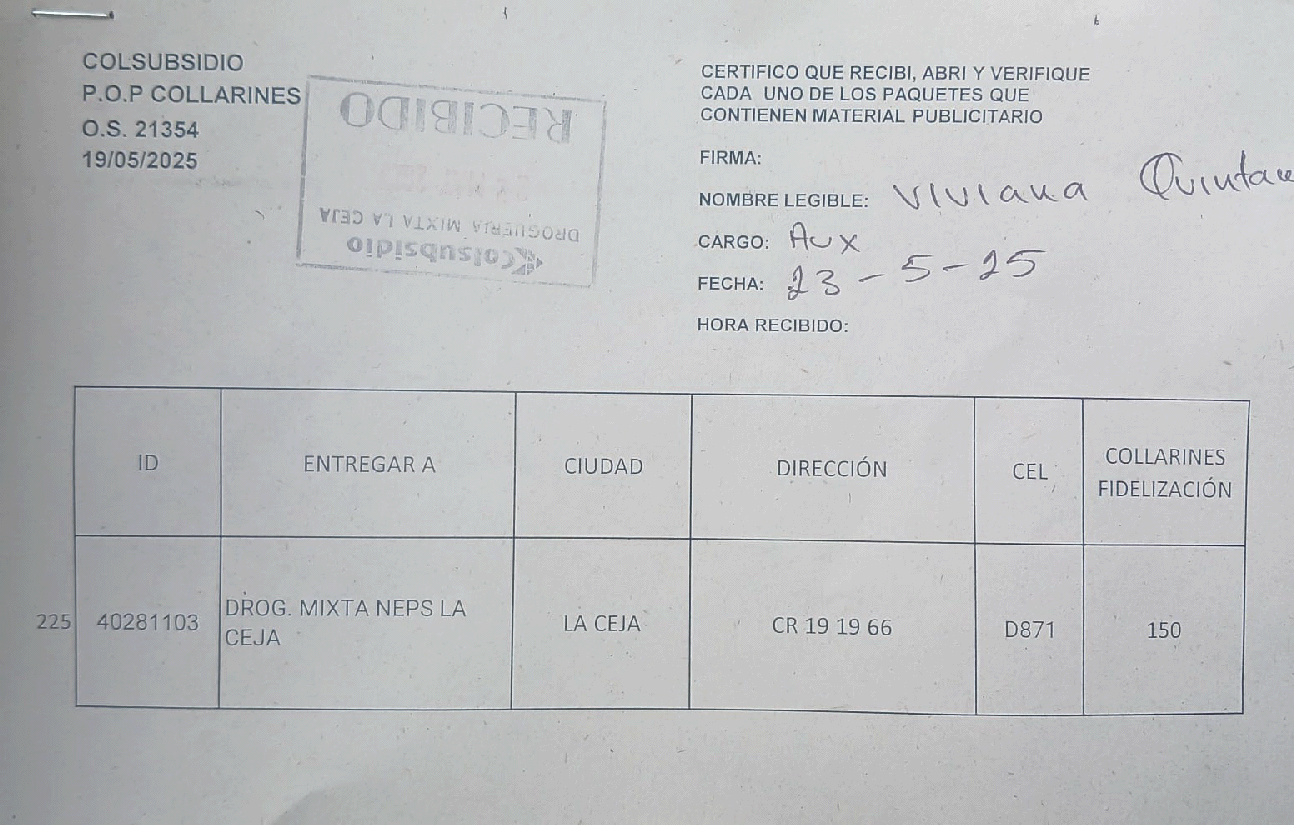 COLSUBSIDIO
P.O.P COLLARINES
O.S. 21354
19/05/2025
RECIBIDO
DROGUERIA MIXTA LA CEJA
Colsubsidio
CERTIFICO QUE RECIBI, ABRI Y VERIFIQUE
CADA UNO DE LOS PAQUETES QUE
CONTIENEN MATERIAL PUBLICITARIO
FIRMA:
NOMBRE LEGIBLE: Viviana
CARGO: Aux
FECHA: 23-5-25
HORA RECIBIDO:
ID ENTREGAR A CIUDAD DIRECCIÓN CEL COLLARINES
FIDELIZACIÓN
225 40281103 DROG. MIXTA NEPS LA LA CEJA CR 19 19 66 D871 150
CEJA